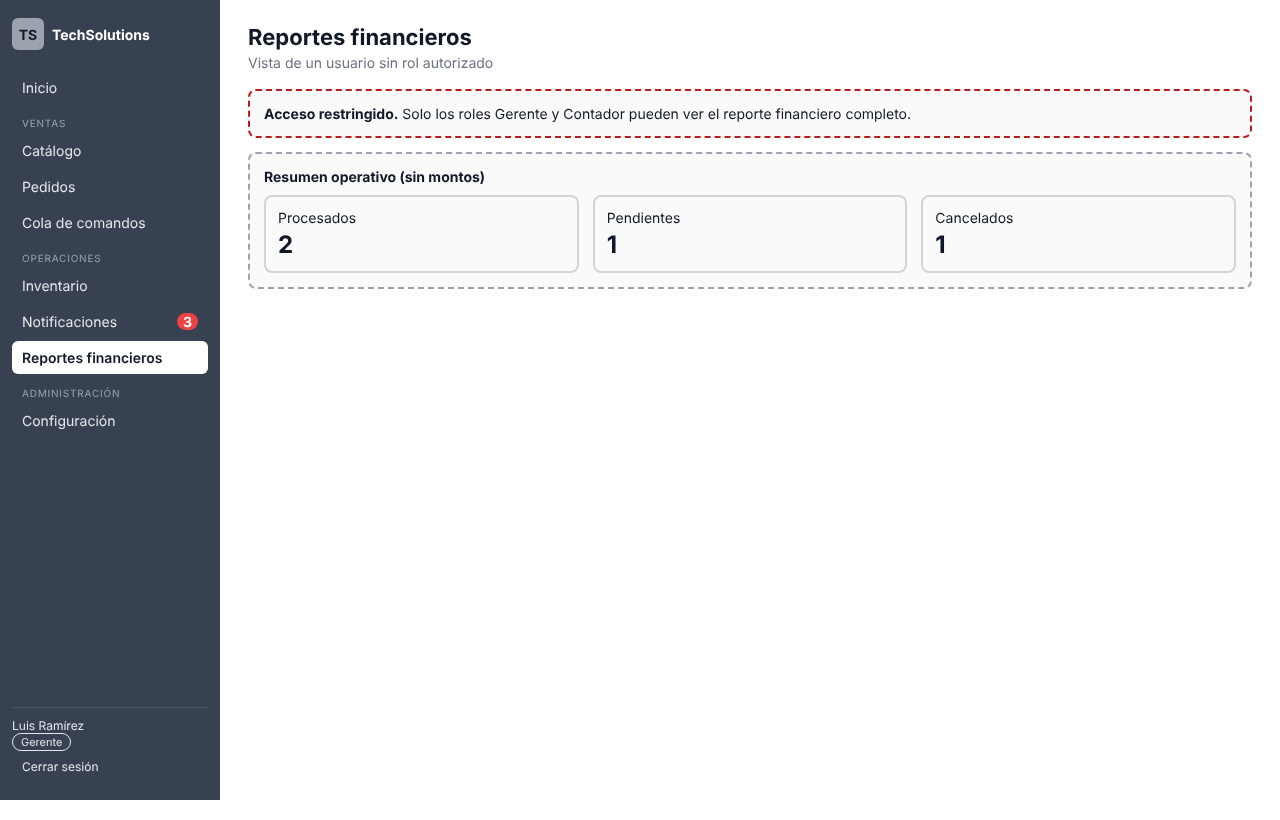 TS TechSolutions
Inicio
VENTAS
Catálogo
Pedidos
Cola de comandos
OPERACIONES
Inventario
Notificaciones 3
Reportes financieros
ADMINISTRACIÓN
Configuración
Luis Ramírez
Gerente
Cerrar sesión
Reportes financieros
Vista de un usuario sin rol autorizado
Acceso restringido. Solo los roles Gerente y Contador pueden ver el reporte financiero completo.
Resumen operativo (sin montos)
Procesados
2
Pendientes
1
Cancelados
1